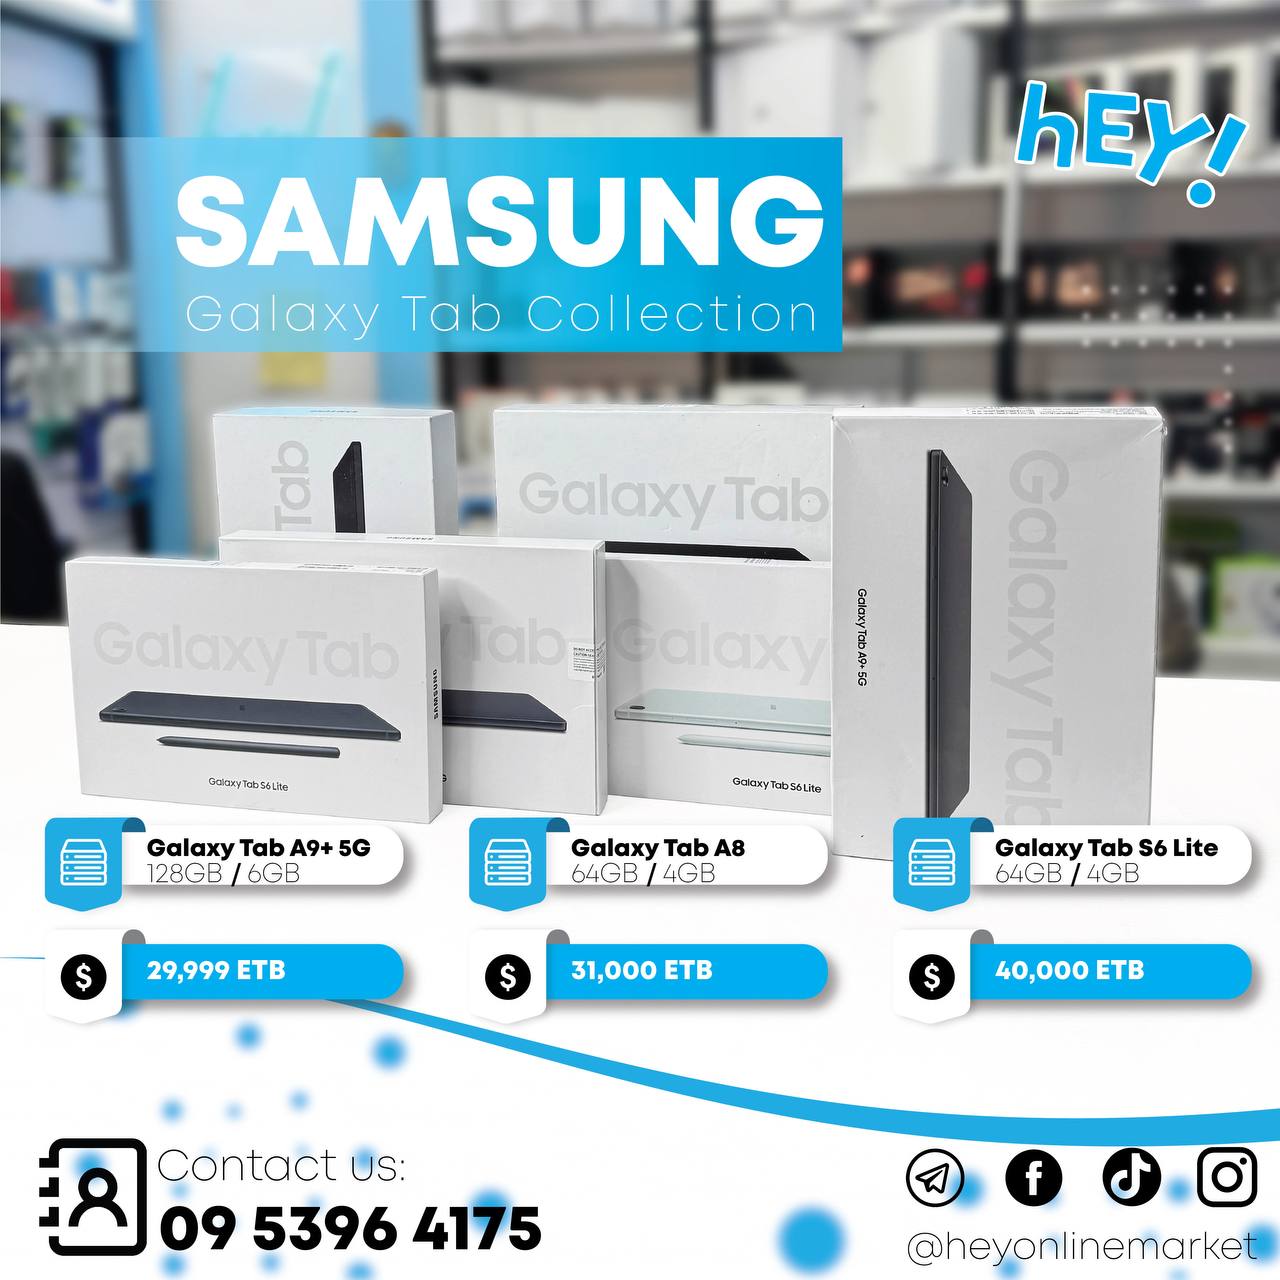 hEY!
SAMSUNG
Galaxy Tab Collection
Tab
Galaxy Tab
Galaxy Tab
Galaxy Tab A9+ 5G
Galaxy Tab
SAMSUNG
Galaxy Tab S6 Lite
Tab
Galaxy
Galaxy Tab S6 Lite
Galaxy Tab A9+ 5G
128GB / 6GB
Galaxy Tab A8
64GB / 4GB
Galaxy Tab S6 Lite
64GB / 4GB
$ 29,999 ETB
$ 31,000 ETB
$ 40,000 ETB
Contact us:
09 5396 4175
@heyonlinemarket